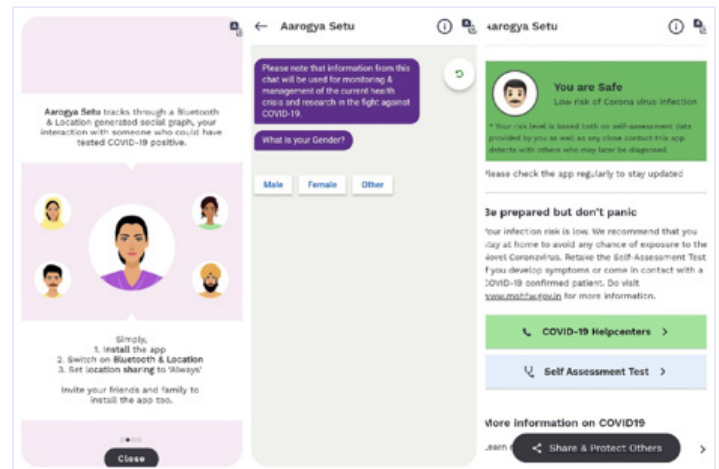 Aarogya Setu tracks through a Bluetooth
& Location generated social graph, your
interaction with someone who could have
tested COVID-19 positive.
Simply,
1. Install the app
2. Switch on Bluetooth & Location
3. Set location sharing to 'Always'
Invite your friends and family to
install the app too.
Close
Aarogya Setu
Please note that information from this
chat will be used for monitoring &
management of the current health
crisis and research in the fight against
COVID-19.
What is your Gender?
Male Female Other
Aarogya Setu
You are Safe
Low risk of Corona virus Infection
* Your risk level is based both on self-assessment data
provided by you as well as any close contact this app
detects with others who may later be diagnosed
Please check the app regularly to stay updated
Be prepared but don't panic
Your infection risk is low. We recommend that you
stay at home to avoid any chance of exposure to the
Novel Coronavirus. Retake the Self-Assessment Test
if you develop symptoms or come in contact with a
COVID-19 confirmed patient. Do visit
www.mohfw.gov.in for more information.
COVID-19 Helpcenters >
Self Assessment Test >
More information on COVID19
Learn
Share & Protect Others